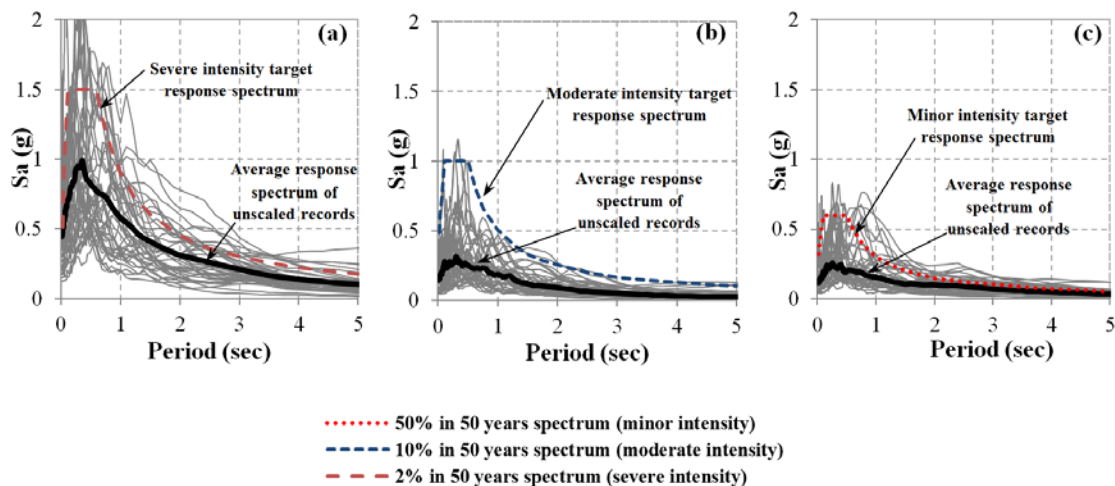 (a)
Severe intensity target
response spectrum
Average response
spectrum of
unscaled records
Sa (g)
2
1.5
1
0.5
0
0 1 2 3 4 5
Period (sec)
(b)
Moderate intensity target
response spectrum
Average response
spectrum of
unscaled records
2
1.5
1
0.5
0
0 1 2 3 4 5
Period (sec)
(c)
Minor intensity target
response spectrum
Average response
spectrum of
unscaled records
2
1.5
1
0.5
0
0 1 2 3 4 5
Period (sec)
50% in 50 years spectrum (minor intensity)
10% in 50 years spectrum (moderate intensity)
2% in 50 years spectrum (severe intensity)